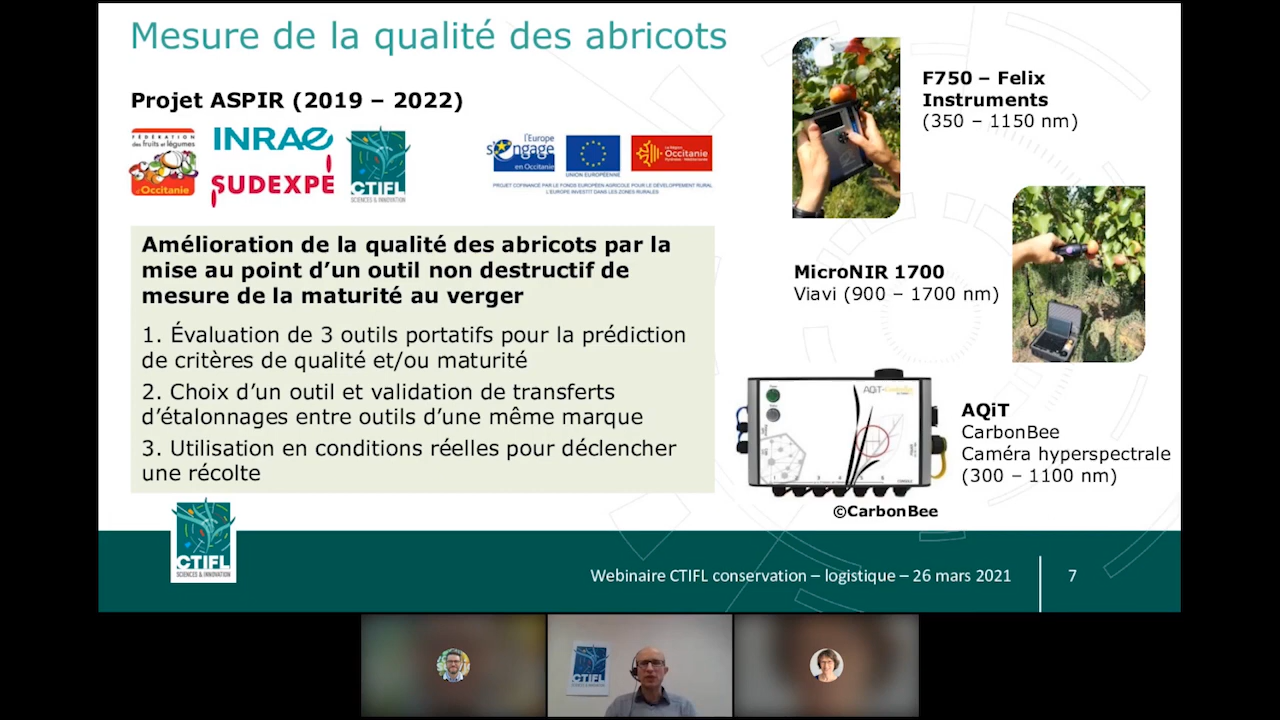 Mesure de la qualité des abricots
Projet ASPIR (2019 – 2022)
FÉDÉRATION
des fruits et légumes
d'Occitanie
INRAE
SUDEXPÉ
CTIFL
SCIENCES & INNOVATION
l'Europe
s'engage
en Occitanie
UNION EUROPÉENNE
La Région
Occitanie
Pyrénées - Méditerranée
PROJET COFINANCÉ PAR LE FONDS EUROPÉEN AGRICOLE POUR LE DÉVELOPPEMENT RURAL
L'EUROPE INVESTIT DANS LES ZONES RURALES
Amélioration de la qualité des abricots par la
mise au point d’un outil non destructif de
mesure de la maturité au verger
1. Évaluation de 3 outils portatifs pour la prédiction
de critères de qualité et/ou maturité
2. Choix d’un outil et validation de transferts
d’étalonnages entre outils d’une même marque
3. Utilisation en conditions réelles pour déclencher
une récolte
F750 – Felix
Instruments
(350 – 1150 nm)
MicroNIR 1700
Viavi (900 – 1700 nm)
AQiT
CarbonBee
Caméra hyperspectrale
(300 – 1100 nm)
©CarbonBee
CTIFL
SCIENCES & INNOVATION
Webinaire CTIFL conservation – logistique – 26 mars 2021
7
CTIFL